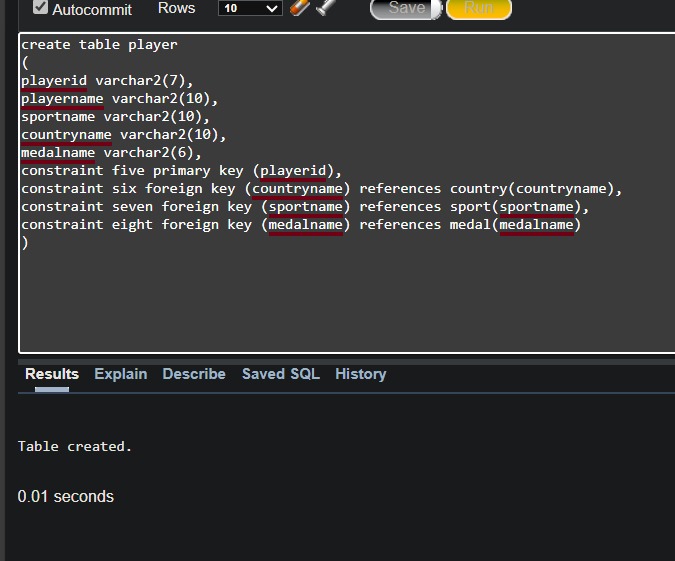 Autocommit Rows 10 Save Run
create table player
(
playerid varchar2(7),
playername varchar2(10),
sportname varchar2(10),
countryname varchar2(10),
medalname varchar2(6),
constraint five primary key (playerid),
constraint six foreign key (countryname) references country(countryname),
constraint seven foreign key (sportname) references sport(sportname),
constraint eight foreign key (medalname) references medal(medalname)
)
Results Explain Describe Saved SQL History
Table created.
0.01 seconds